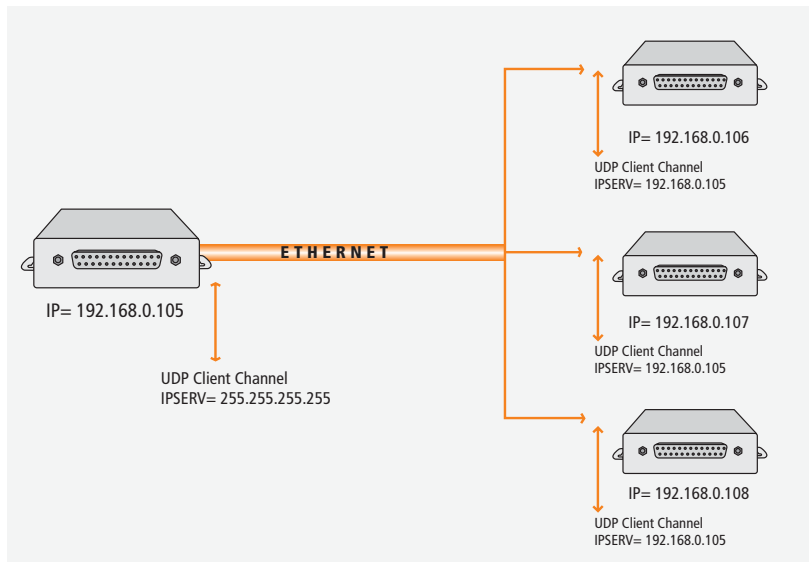 IP= 192.168.0.106
UDP Client Channel
IPSERV= 192.168.0.105
ETHERNET
IP= 192.168.0.105
UDP Client Channel
IPSERV= 255.255.255.255
IP= 192.168.0.107
UDP Client Channel
IPSERV= 192.168.0.105
IP= 192.168.0.108
UDP Client Channel
IPSERV= 192.168.0.105